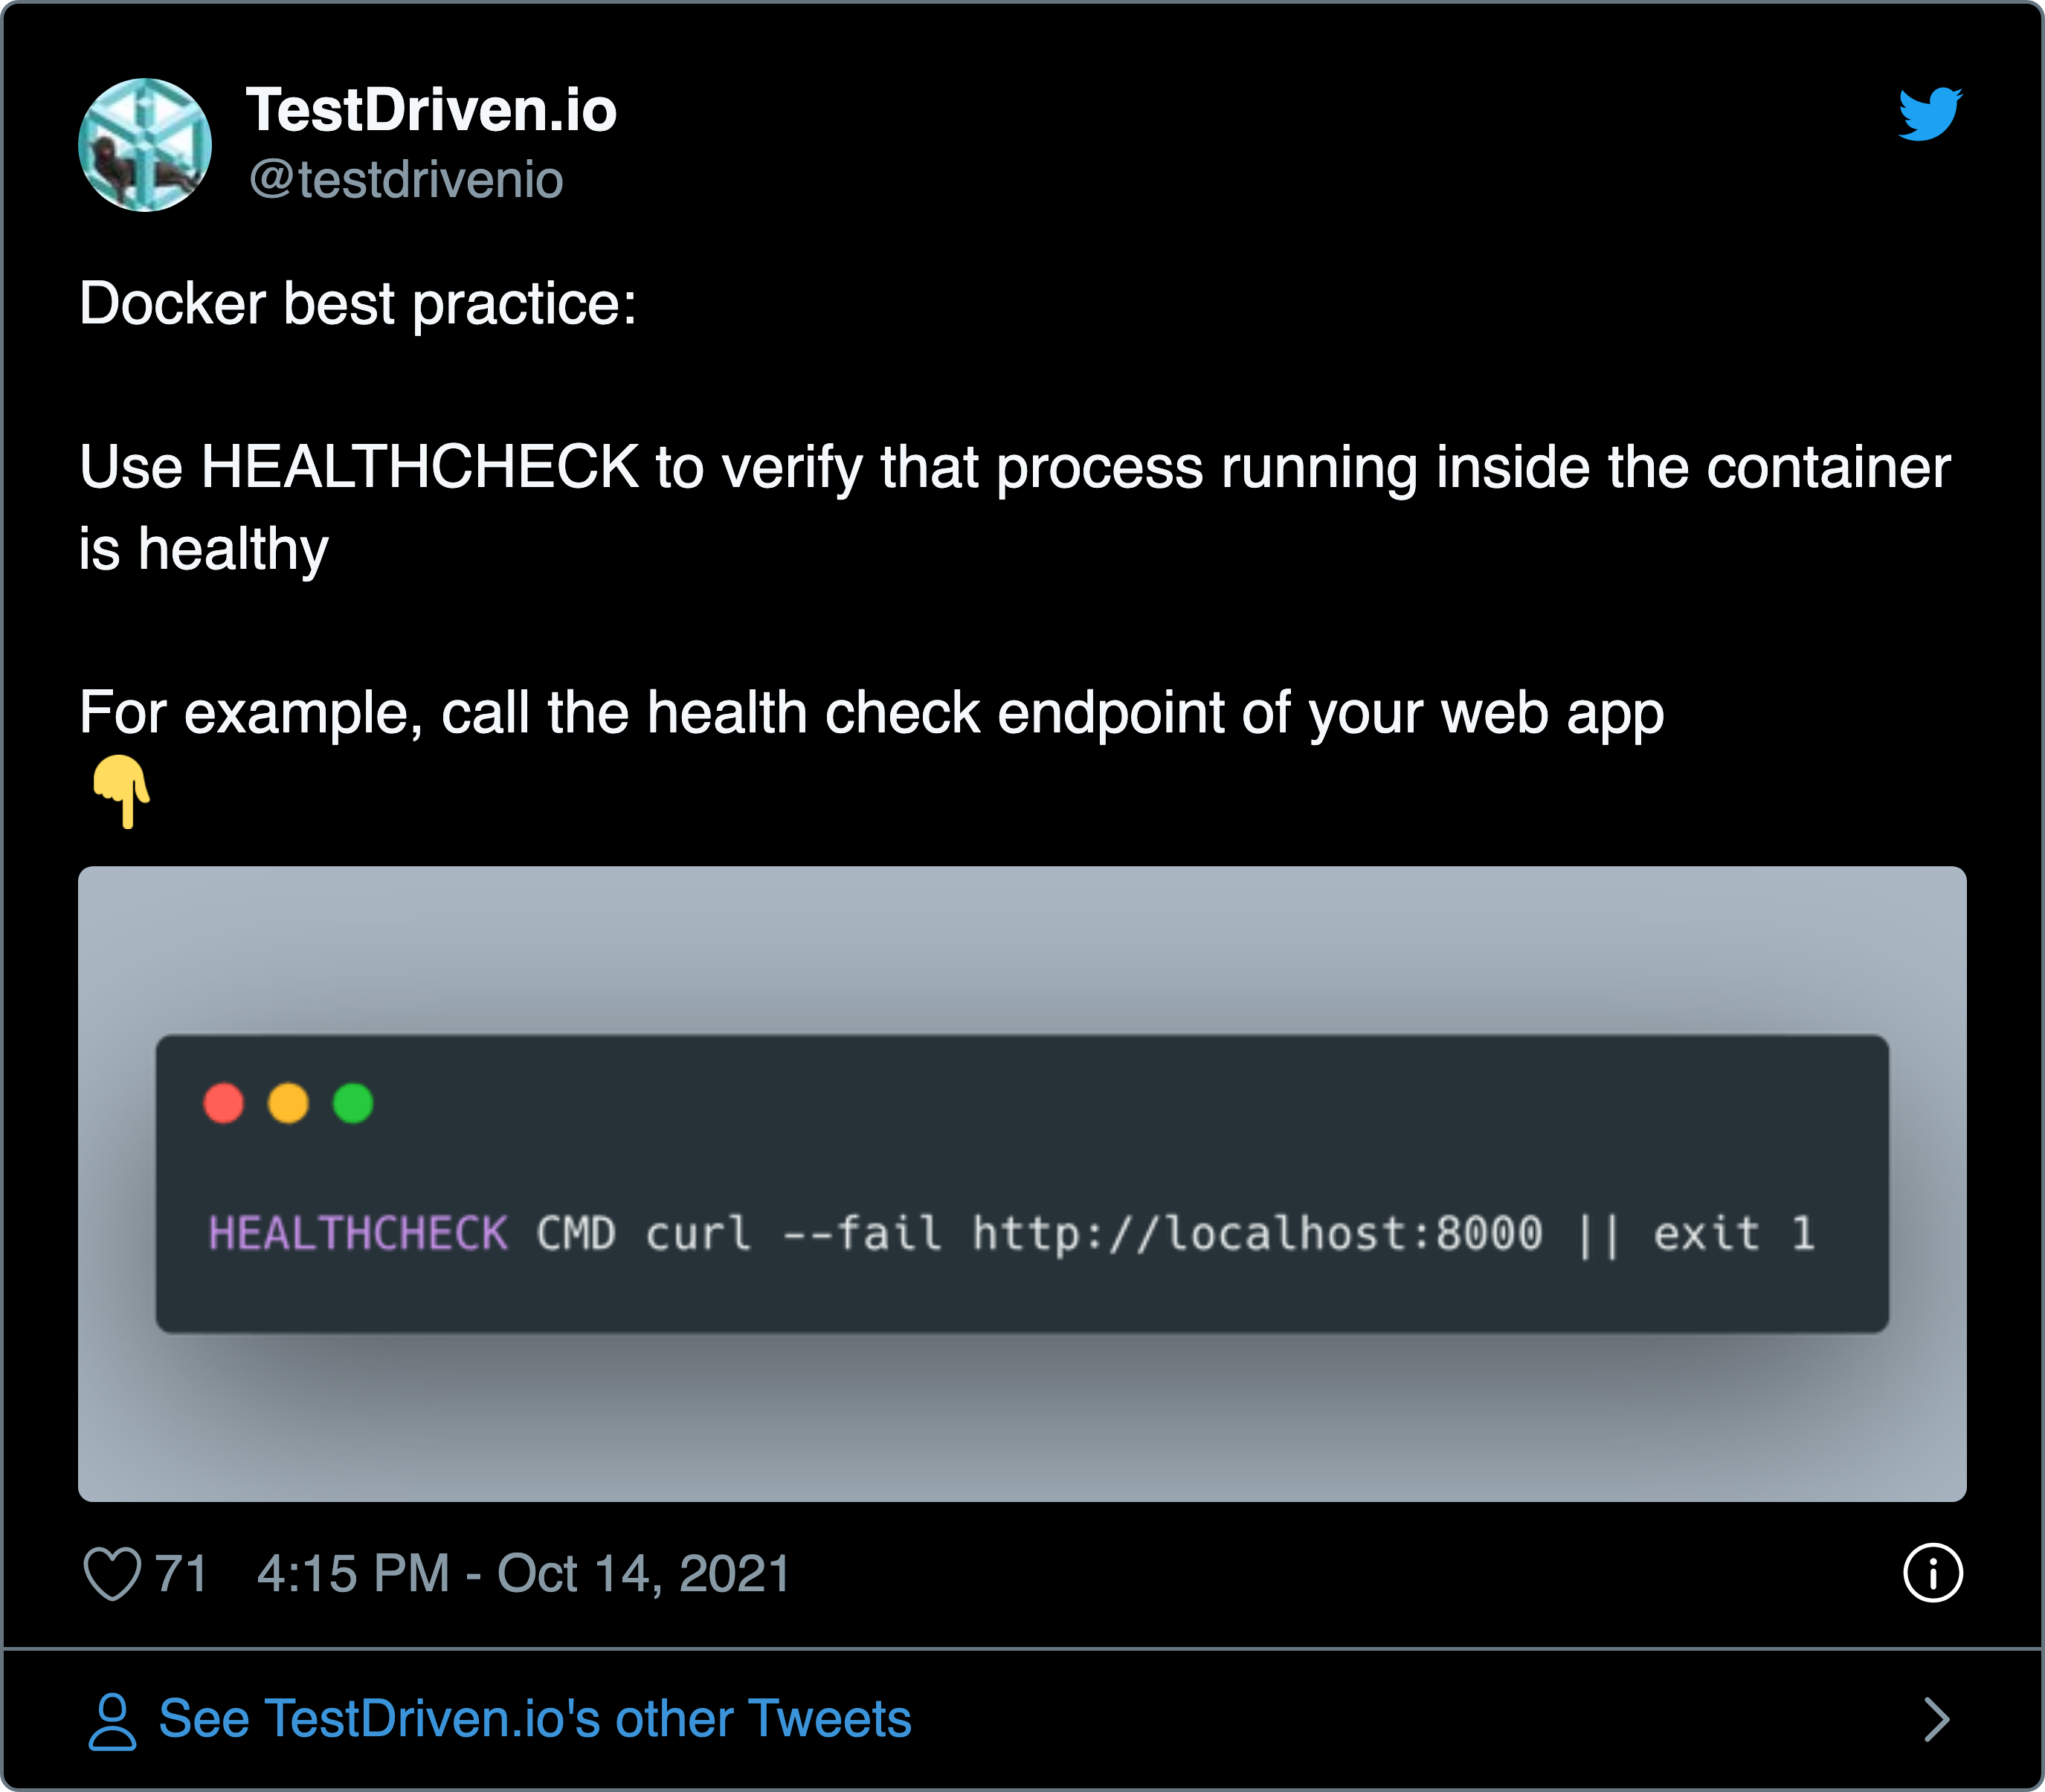 TestDriven.io
@testdrivenio
Docker best practice:
Use HEALTHCHECK to verify that process running inside the container
is healthy
For example, call the health check endpoint of your web app
👇
HEALTHCHECK CMD curl --fail http://localhost:8000 || exit 1
71 4:15 PM - Oct 14, 2021
See TestDriven.io's other Tweets